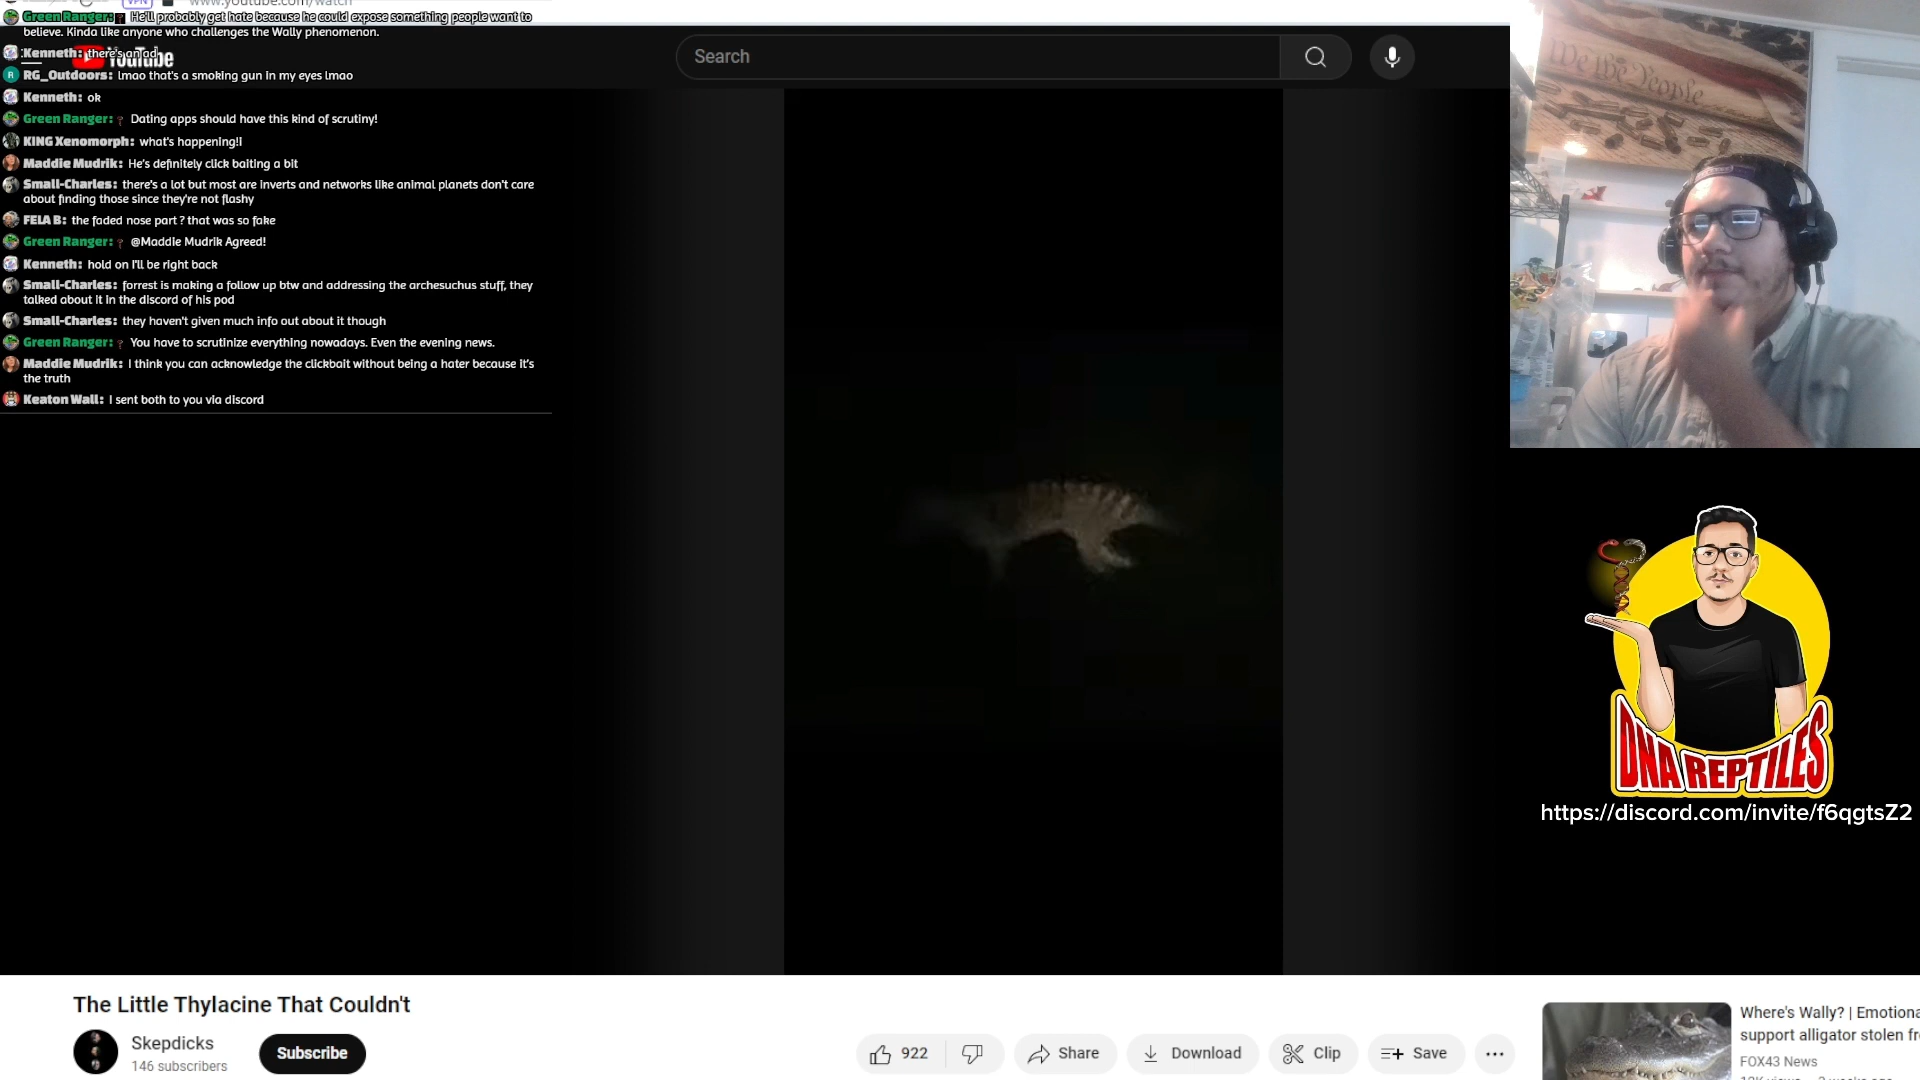 www.youtube.com/watch
VPN
Green Ranger: He'll probably get hate because he could expose something people want to
believe. Kinda like anyone who challenges the Wally phenomenon.
Kenneth: there's an ad
YouTube
Search
RG_Outdoors: lmao that's a smoking gun in my eyes lmao
Kenneth: ok
Green Ranger: Dating apps should have this kind of scrutiny!
KING Xenomorph: what's happening!!
Maddie Mudrik: He's definitely click baiting a bit
Small-Charles: there's a lot but most are inverts and networks like animal planets don't care
about finding those since they're not flashy
FELA B: the faded nose part ? that was so fake
Green Ranger: @Maddie Mudrik Agreed!
Kenneth: hold on I'll be right back
Small-Charles: forrest is making a follow up btw and addressing the archesuchus stuff, they
talked about it in the discord of his pod
Small-Charles: they haven't given much info out about it though
Green Ranger: You have to scrutinize everything nowadays. Even the evening news.
Maddie Mudrik: I think you can acknowledge the clickbait without being a hater because it's
the truth
Keaton Wall: I sent both to you via discord
We the People
DNA REPTILES
https://discord.com/invite/f6qgtsZ2
The Little Thylacine That Couldn't
Skepdicks
146 subscribers
Subscribe
922
Share
Download
Clip
Save
Where's Wally? | Emotiona
support alligator stolen fr
FOX43 News